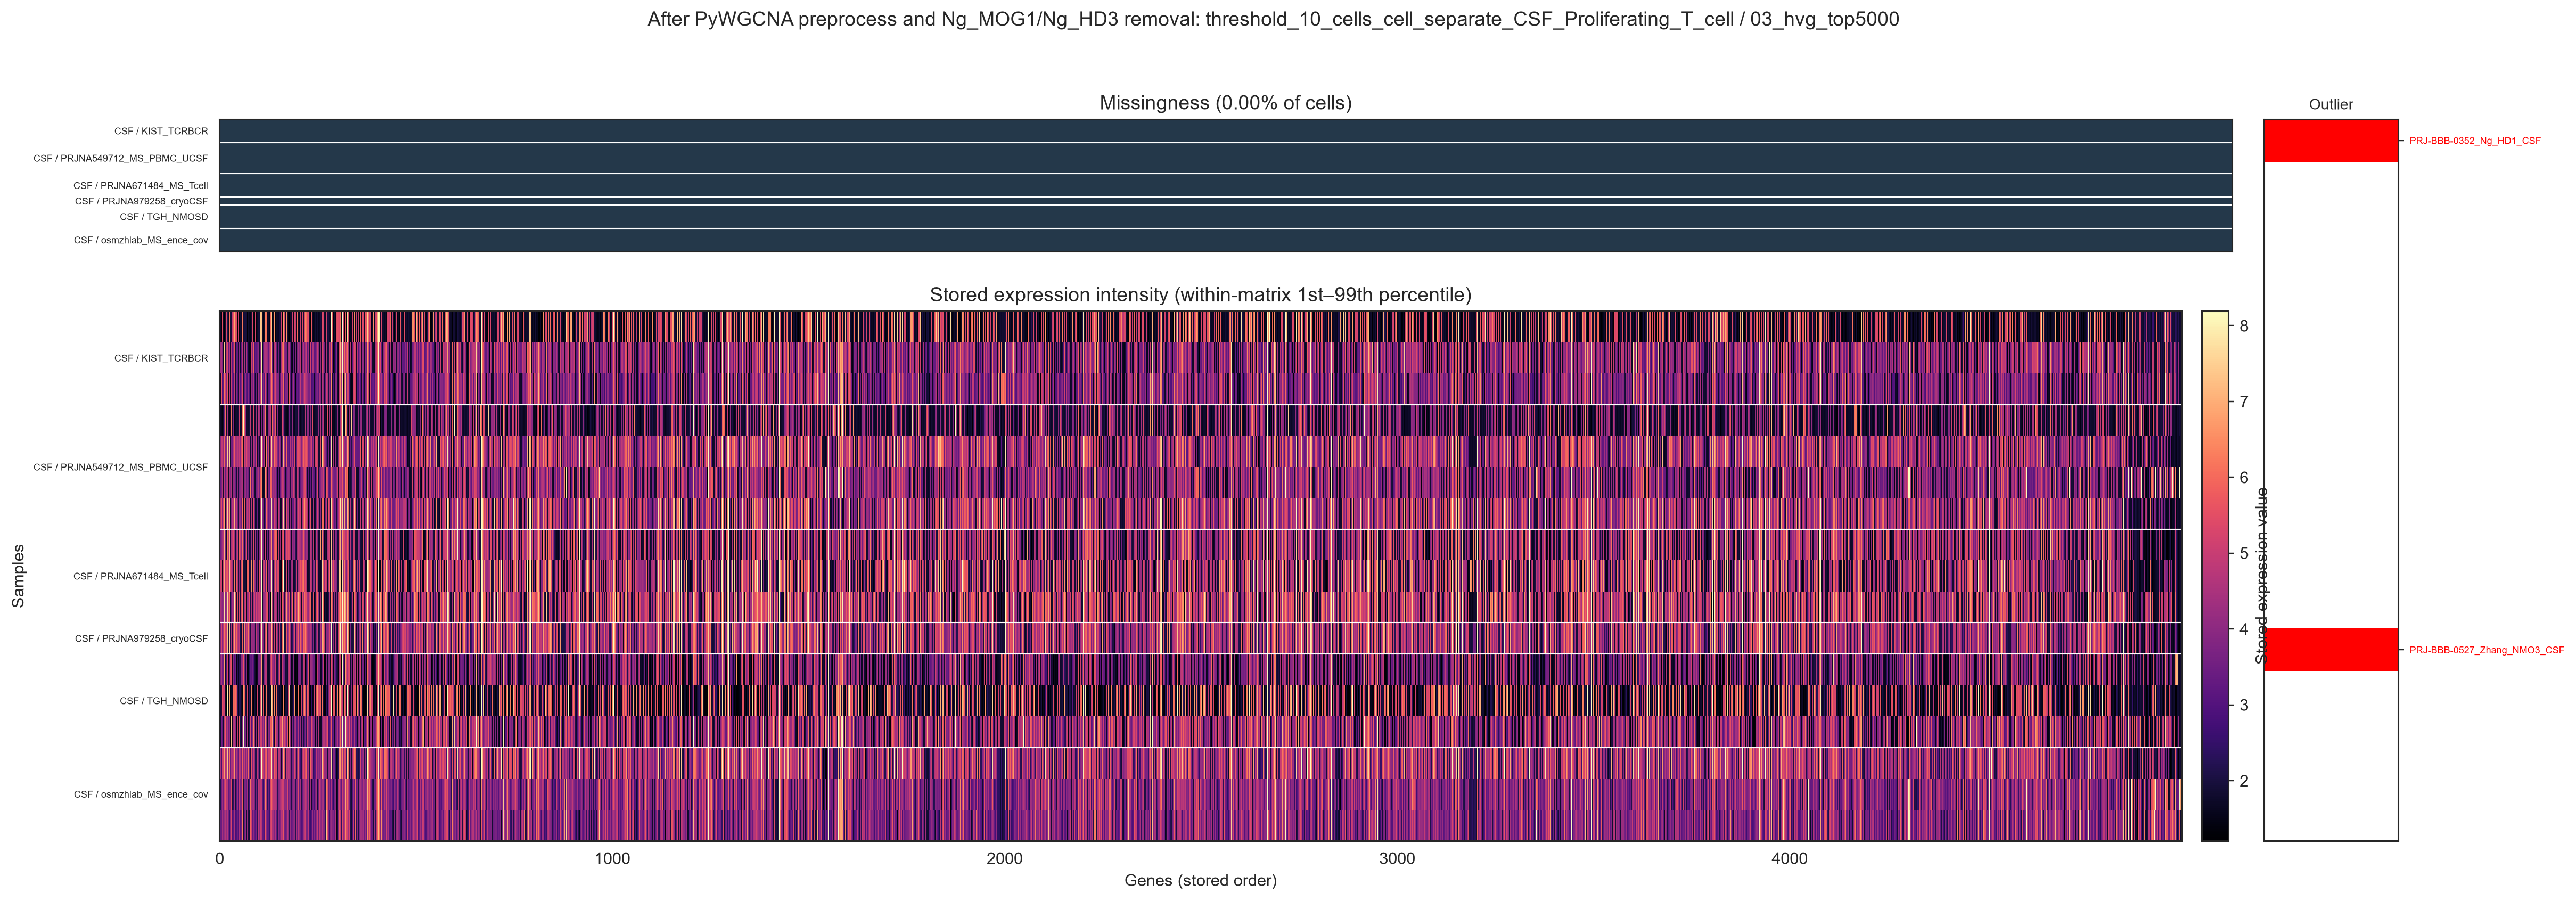 After PyWGCNA preprocess and Ng_MOG1/Ng_HD3 removal: threshold_10_cells_cell_separate_CSF_Proliferating_T_cell / 03_hvg_top5000
Missingness (0.00% of cells)
Outlier
CSF / KIST_TCRBCR
CSF / PRJNA549712_MS_PBMC_UCSF
CSF / PRJNA671484_MS_Tcell
CSF / PRJNA979258_cryoCSF
CSF / TGH_NMOSD
CSF / osmzhlab_MS_ence_cov
PRJ-BBB-0352_Ng_HD1_CSF
PRJ-BBB-0527_Zhang_NMO3_CSF
Stored expression intensity (within-matrix 1st–99th percentile)
Samples
CSF / KIST_TCRBCR
CSF / PRJNA549712_MS_PBMC_UCSF
CSF / PRJNA671484_MS_Tcell
CSF / PRJNA979258_cryoCSF
CSF / TGH_NMOSD
CSF / osmzhlab_MS_ence_cov
0 1000 2000 3000 4000
Genes (stored order)
8
7
6
5
4
3
2
Stored expression value